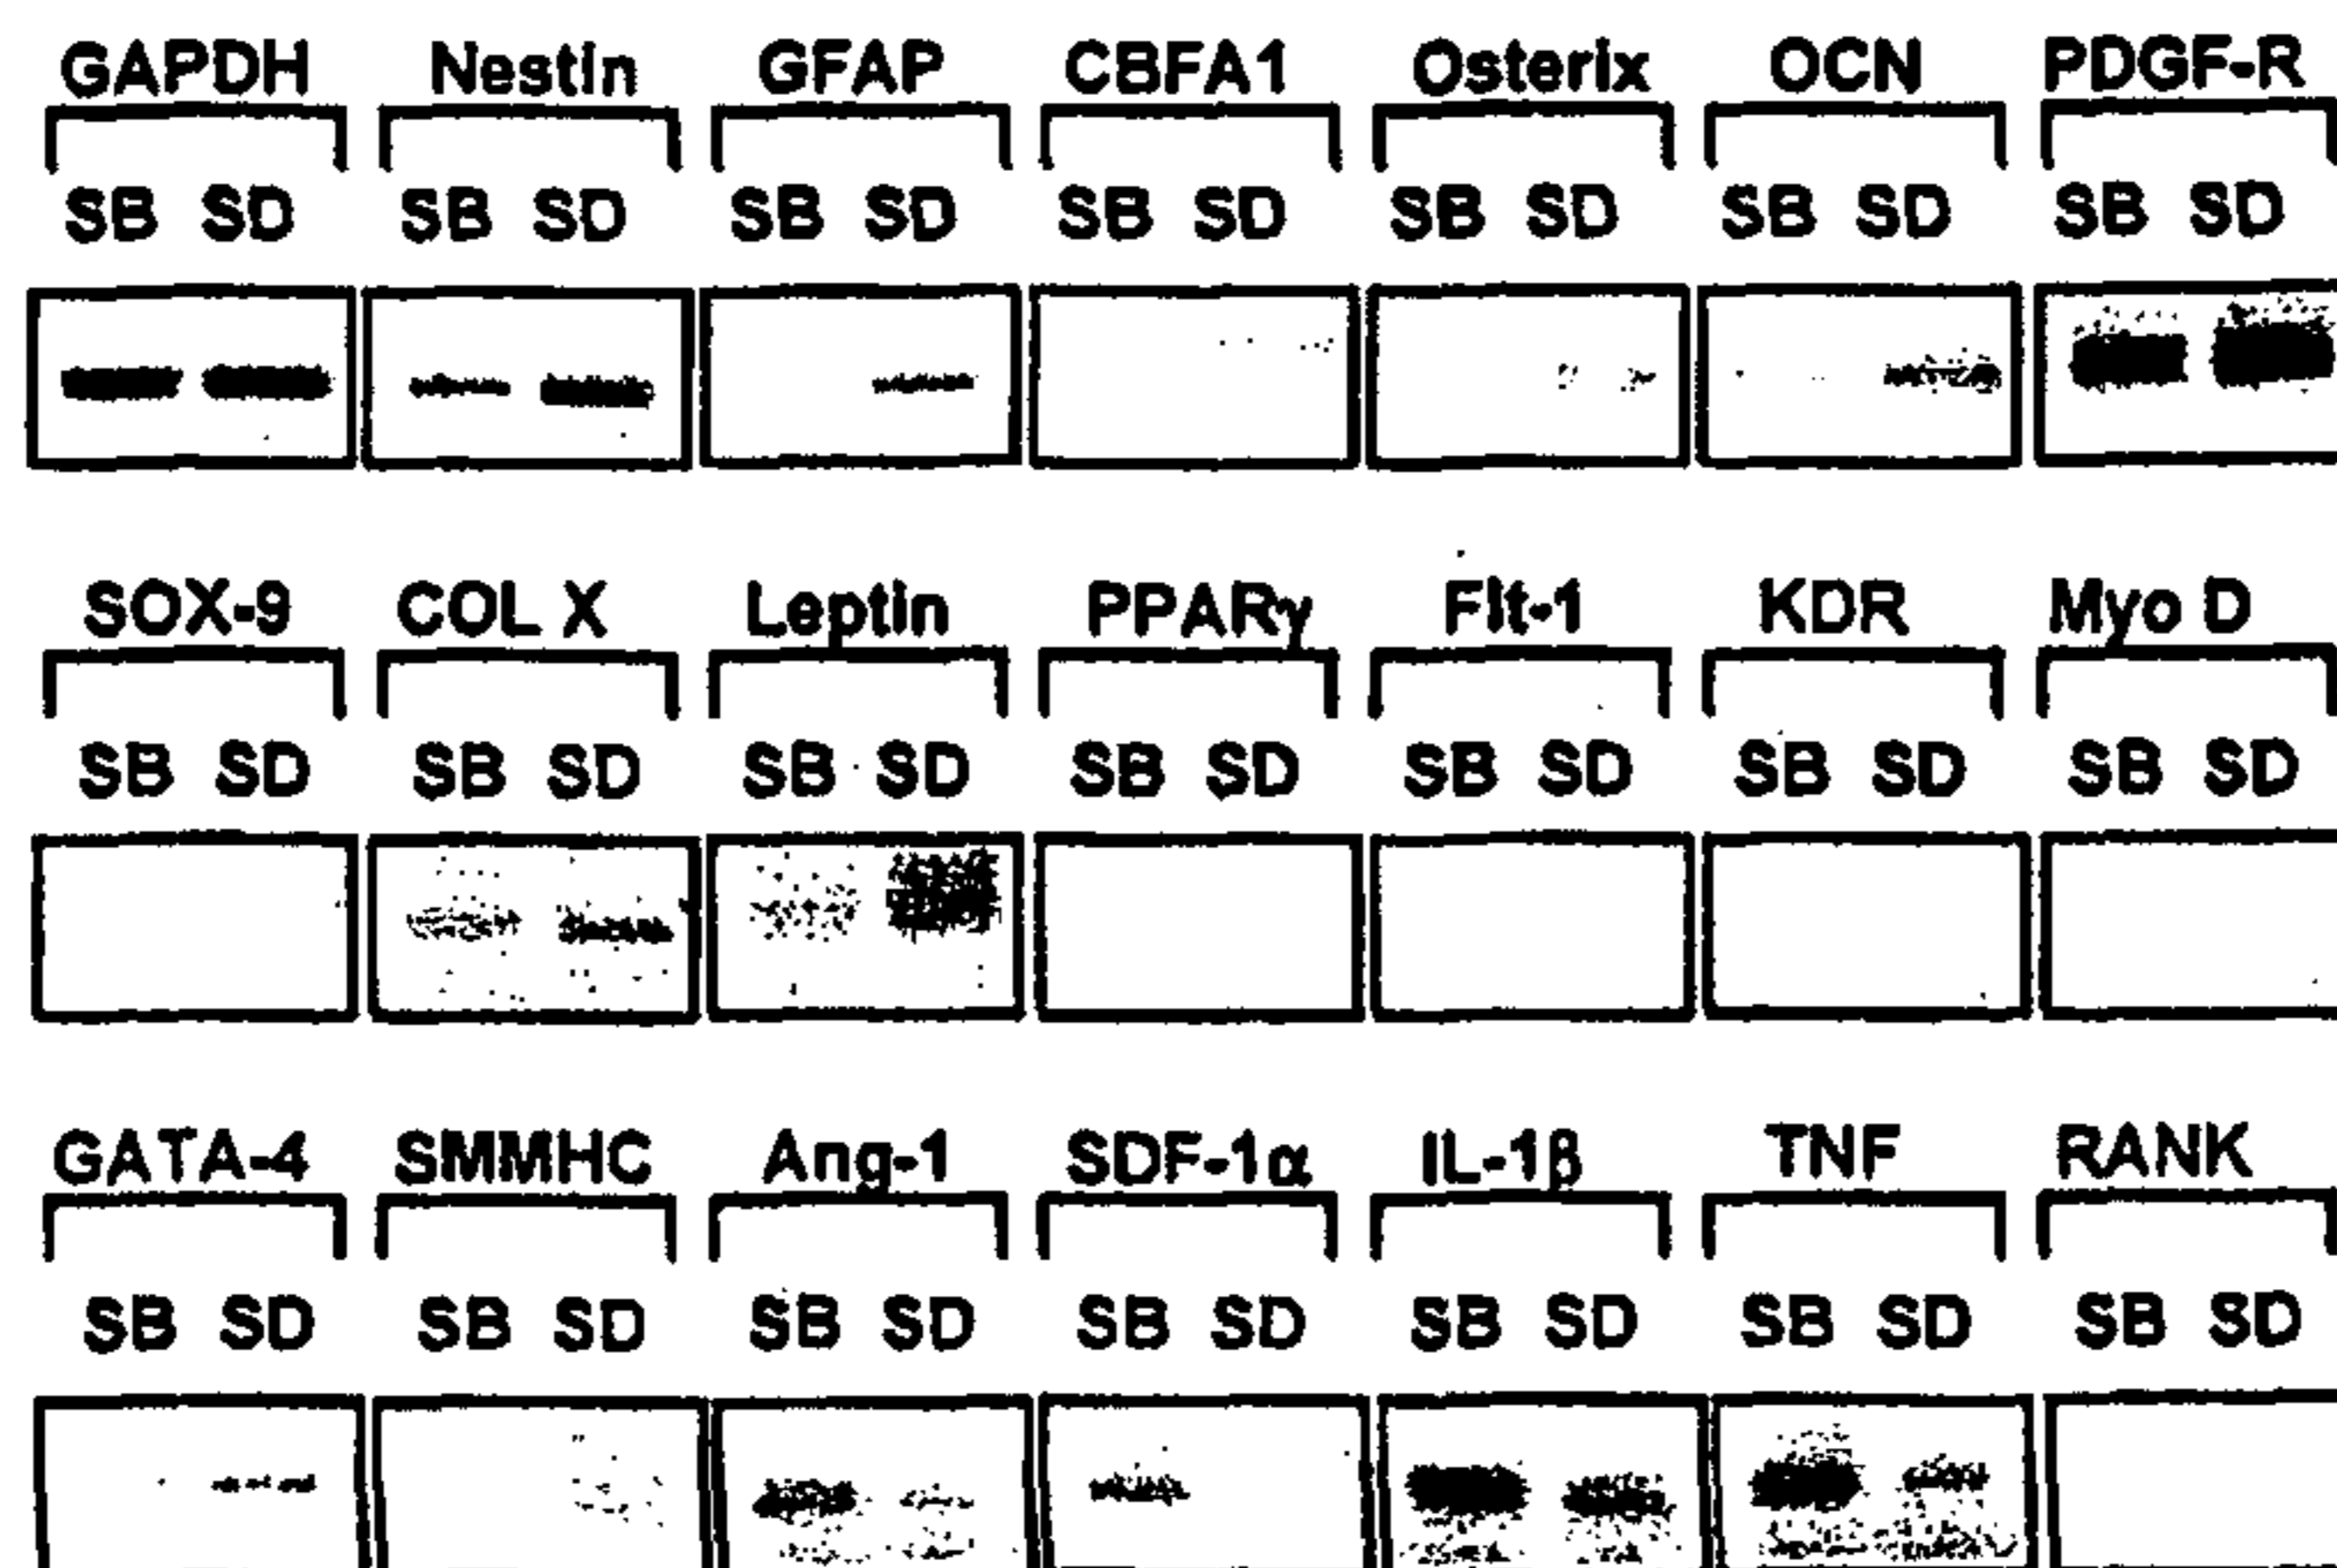 GAPDH Nestin GFAP CBFA1 Osterix OCN PDGF-R
SB SD SB SD SB SD SB SD SB SD SB SD SB SD
SOX-9 COL X Leptin PPARγ Flt-1 KDR Myo D
SB SD SB SD SB SD SB SD SB SD SB SD SB SD
GATA-4 SMMHC Ang-1 SDF-1α IL-1β TNF RANK
SB SD SB SD SB SD SB SD SB SD SB SD SB SD